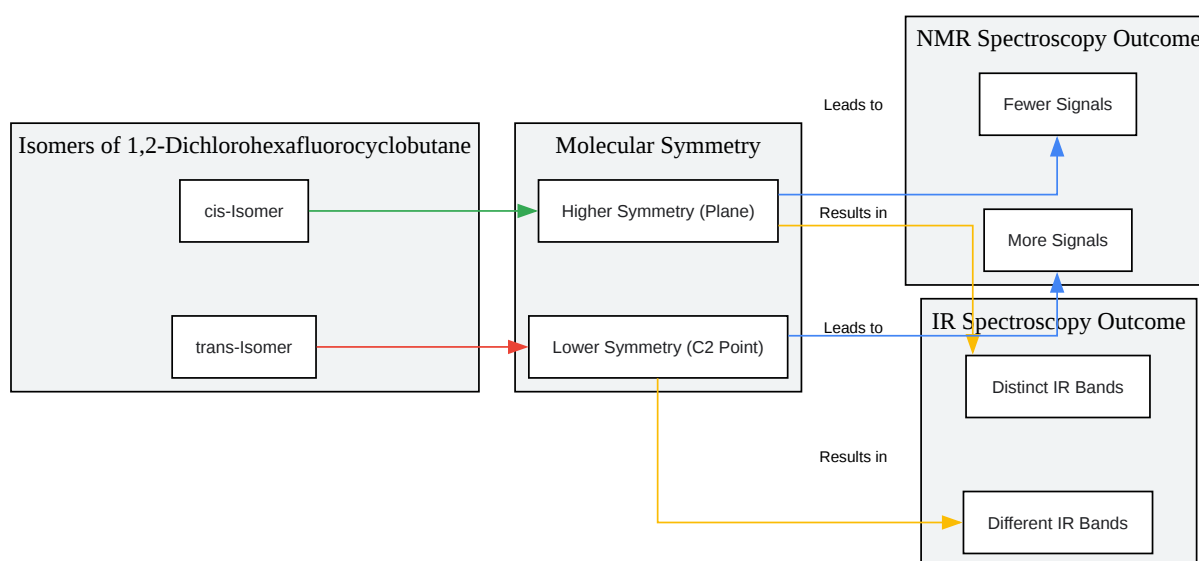 NMR Spectroscopy Outcome
Leads to
Fewer Signals
Isomers of 1,2-Dichlorohexafluorocyclobutane
Molecular Symmetry
cis-Isomer
Higher Symmetry (Plane)
Results in
More Signals
trans-Isomer
Lower Symmetry (C2 Point)
Leads to
IR Spectroscopy Outcome
Distinct IR Bands
Results in
Different IR Bands